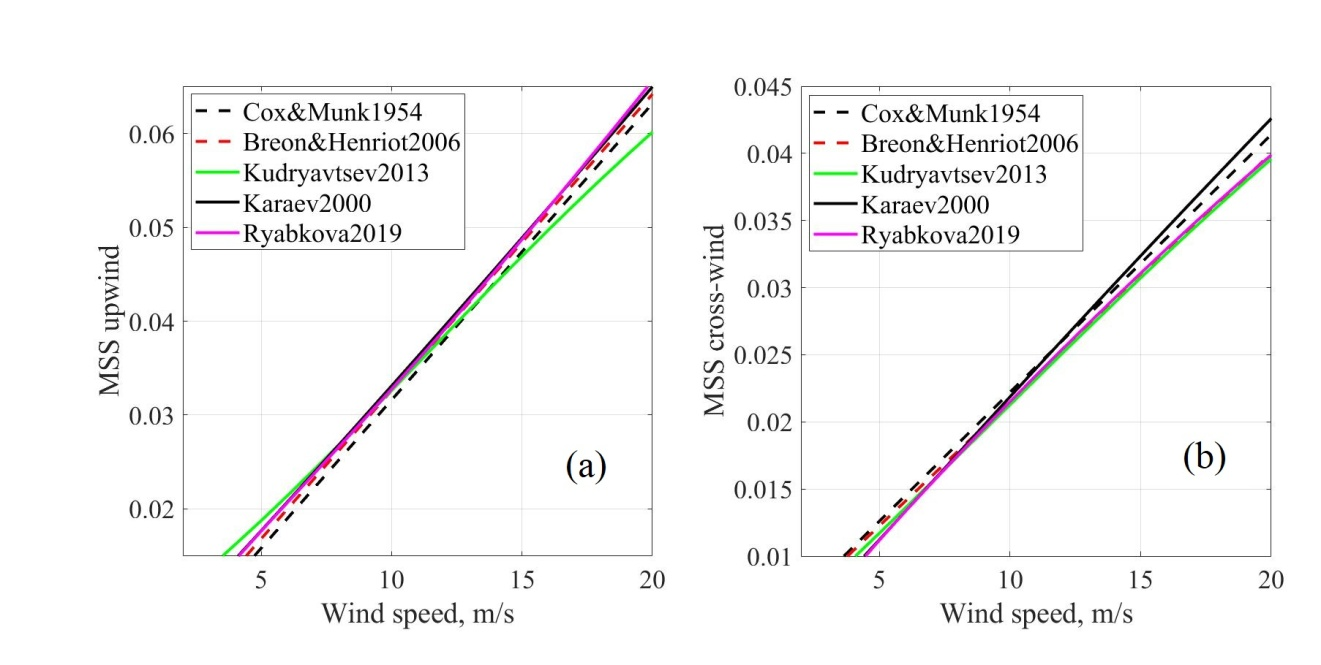 MSS upwind
0.06
0.05
0.04
0.03
0.02
Cox&Munk1954
Breon&Henriot2006
Kudryavtsev2013
Karaev2000
Ryabkova2019
(a)
5 10 15 20
Wind speed, m/s
MSS cross-wind
0.045
0.04
0.035
0.03
0.025
0.02
0.015
0.01
Cox&Munk1954
Breon&Henriot2006
Kudryavtsev2013
Karaev2000
Ryabkova2019
(b)
5 10 15 20
Wind speed, m/s